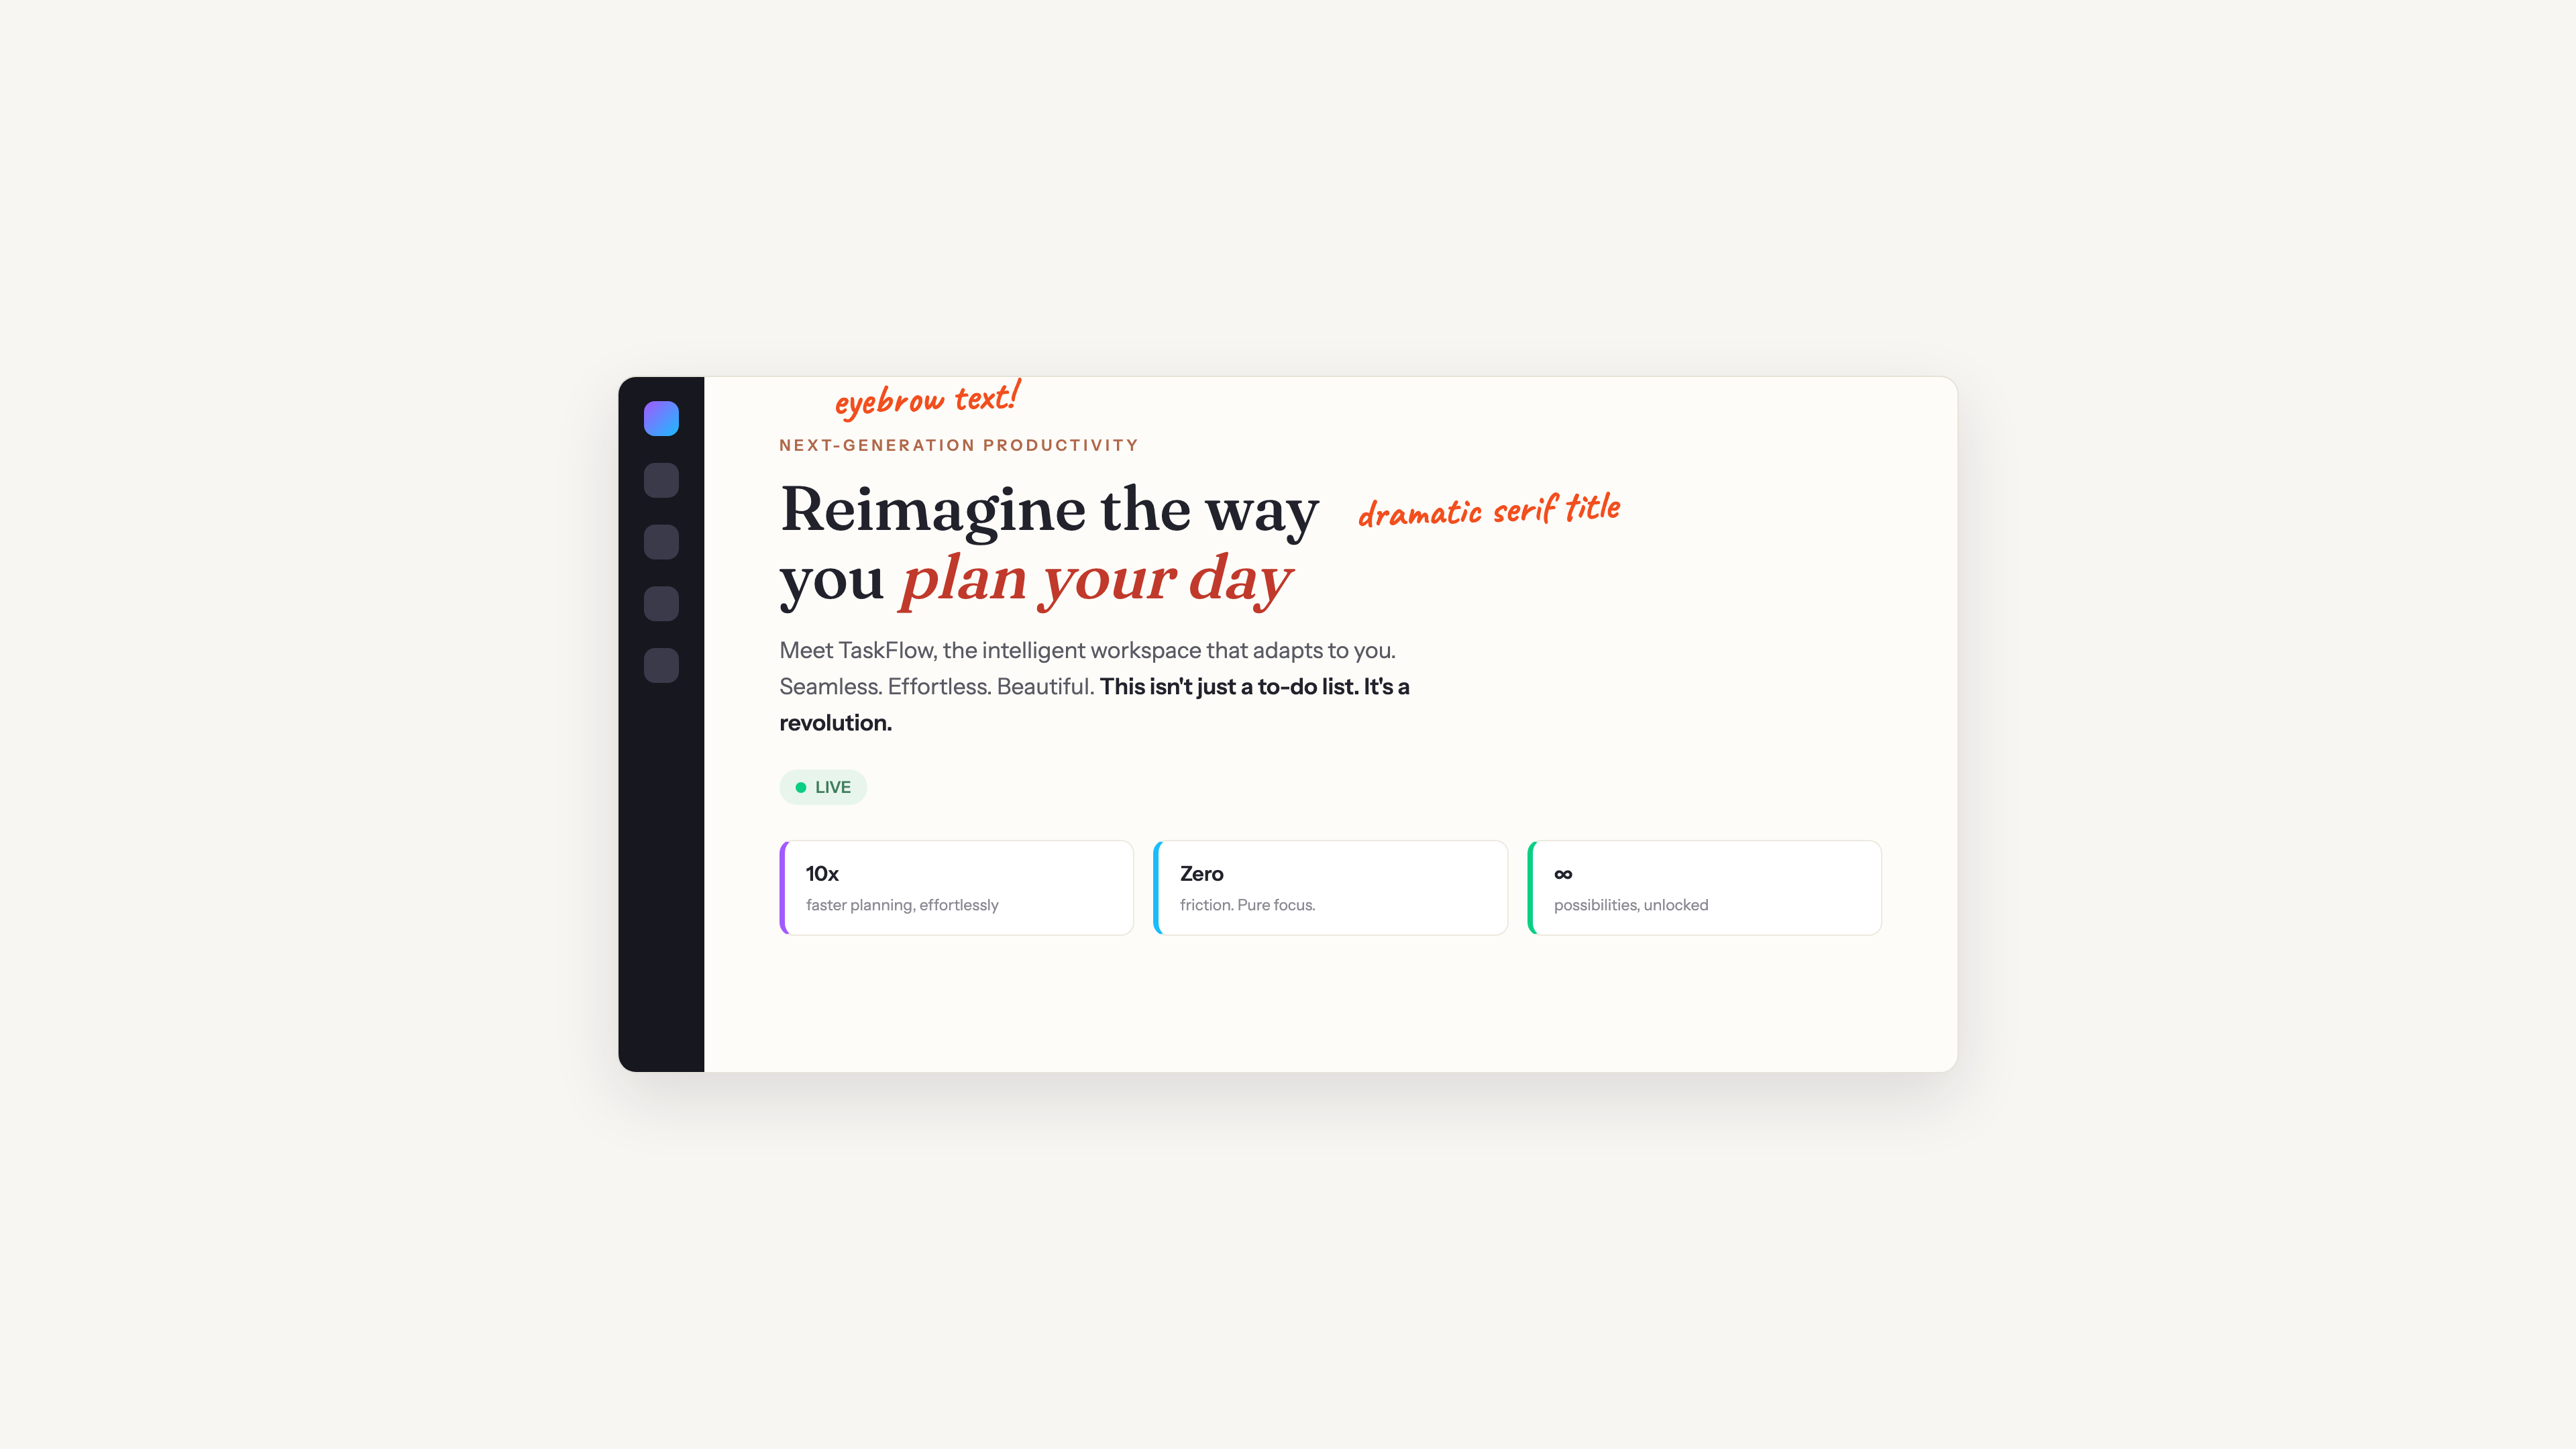 eyebrow text!
NEXT-GENERATION PRODUCTIVITY
Reimagine the way
dramatic serif title
you plan your day
Meet TaskFlow, the intelligent workspace that adapts to you.
Seamless. Effortless. Beautiful. This isn't just a to-do list. It's a
revolution.
LIVE
10x
faster planning, effortlessly
Zero
friction. Pure focus.
∞
possibilities, unlocked